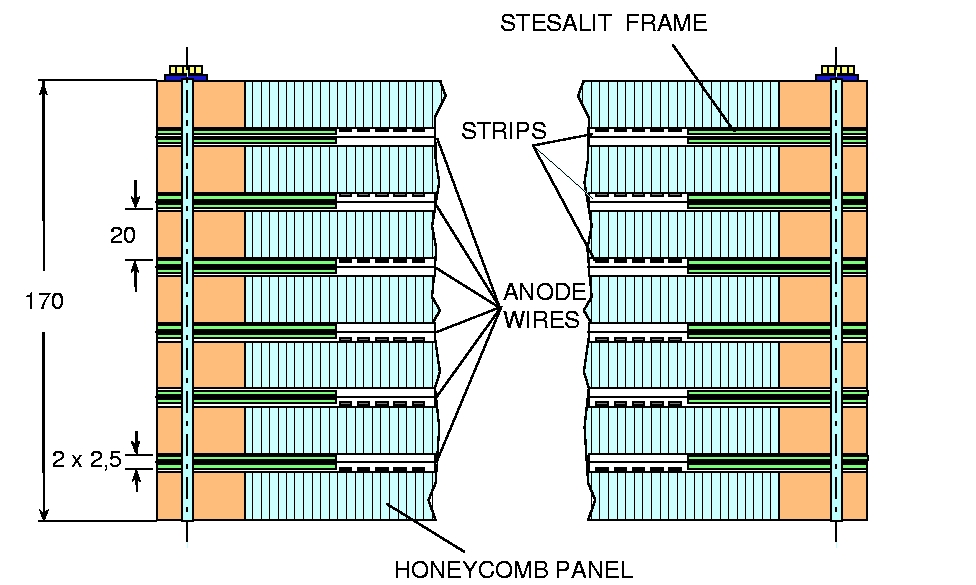 STESALIT FRAME
STRIPS
20
170
ANODE
WIRES
2 x 2,5
HONEYCOMB PANEL